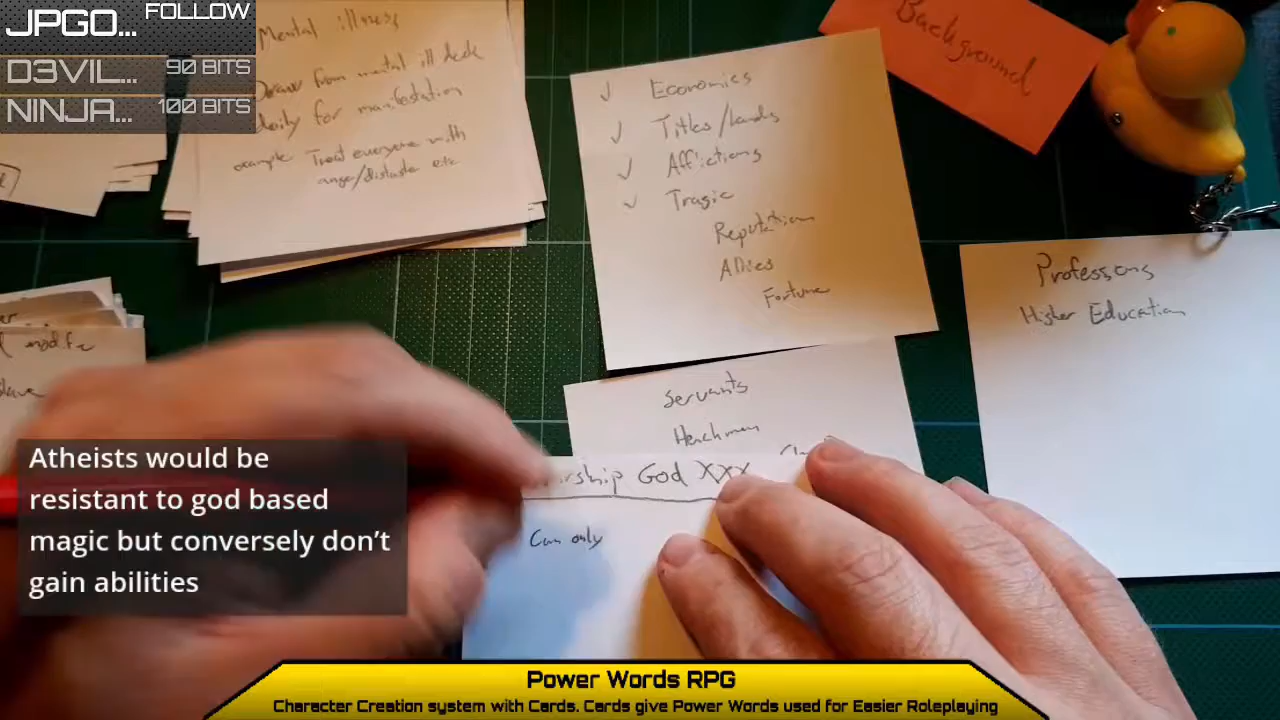 JPGO...
FOLLOW
D3VIL...
90 BITS
NINJA...
100 BITS
Mental illness
Draw from mental ill deck
daily for manifestation
example Treat everyone with
anger/distaste etc.
Economics
Titles/lands
Afflictions
Tragic
Reputation
Allies
Fortune
Background
Professions
Higher Education
Servants
Henchmen
God XXX
Can only
slave
Atheists would be
resistant to god based
magic but conversely don’t
gain abilities
Power Words RPG
Character Creation system with Cards. Cards give Power Words used for Easier Roleplaying